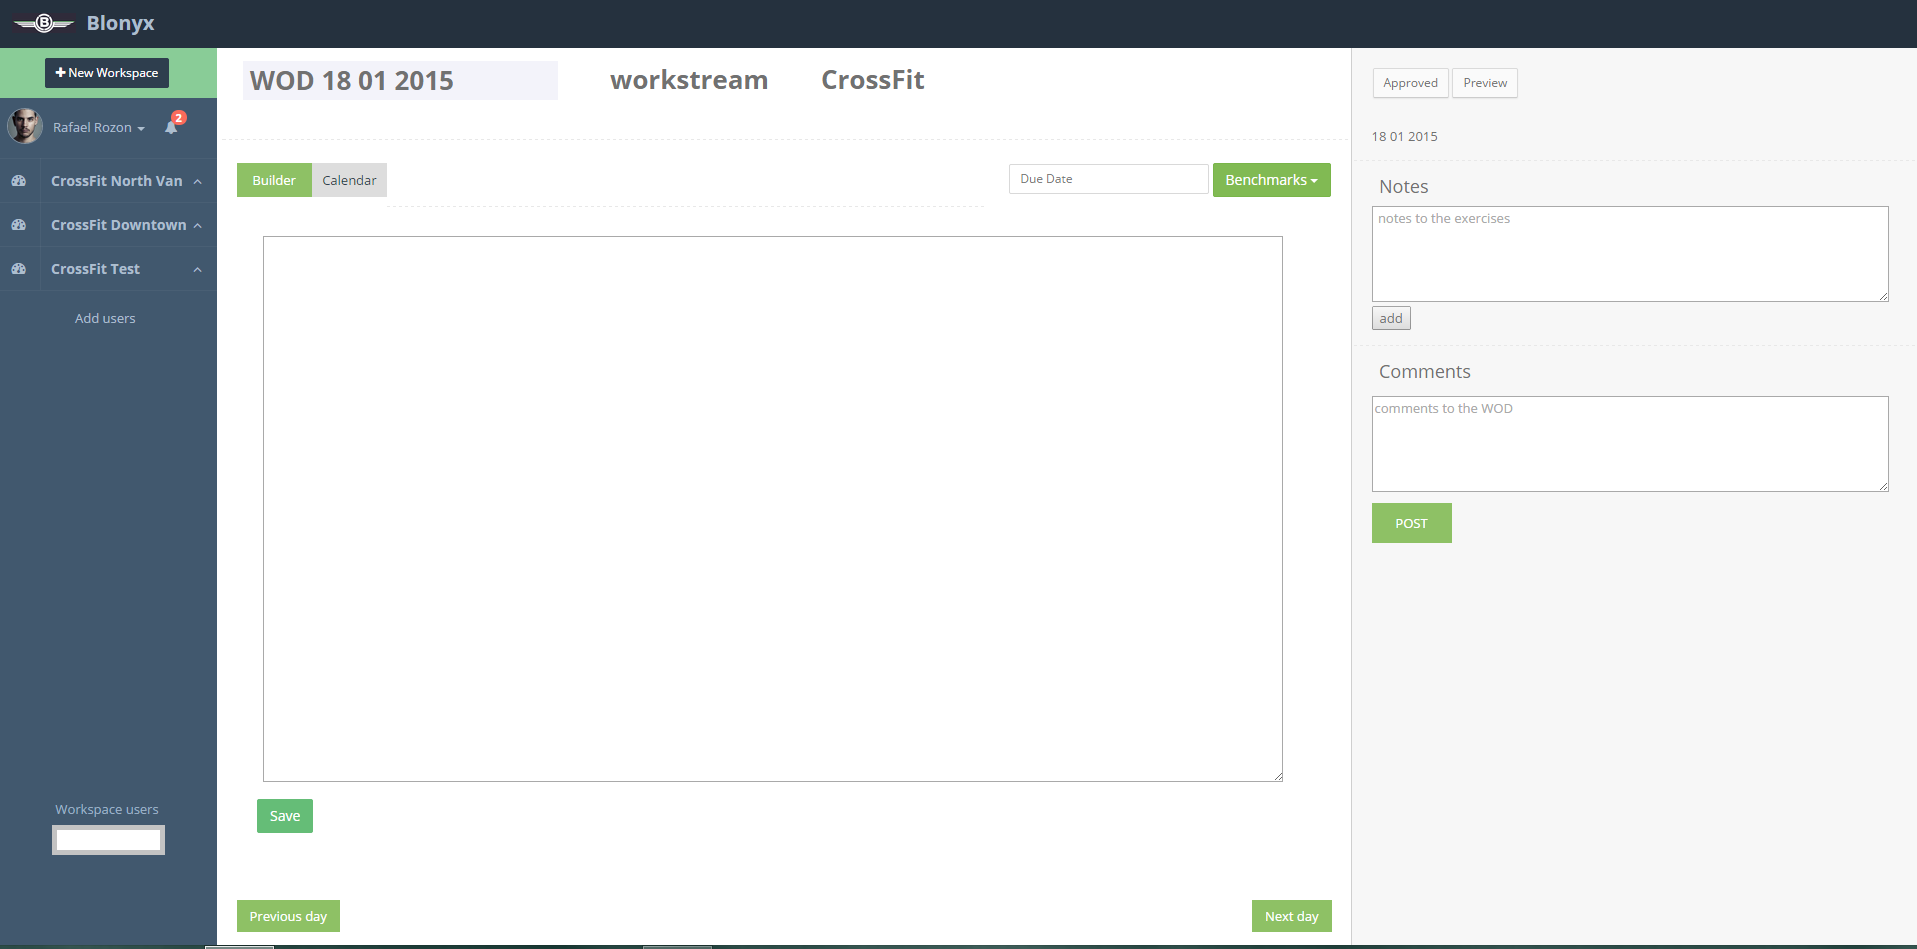 B
Blonyx
New Workspace
Rafael Rozon
2
CrossFit North Van
CrossFit Downtown
CrossFit Test
Add users
Workspace users
WOD 18 01 2015
workstream
CrossFit
Builder
Calendar
Due Date
Benchmarks
Save
Previous day
Next day
Approved
Preview
18 01 2015
Notes
notes to the exercises
add
Comments
comments to the WOD
POST